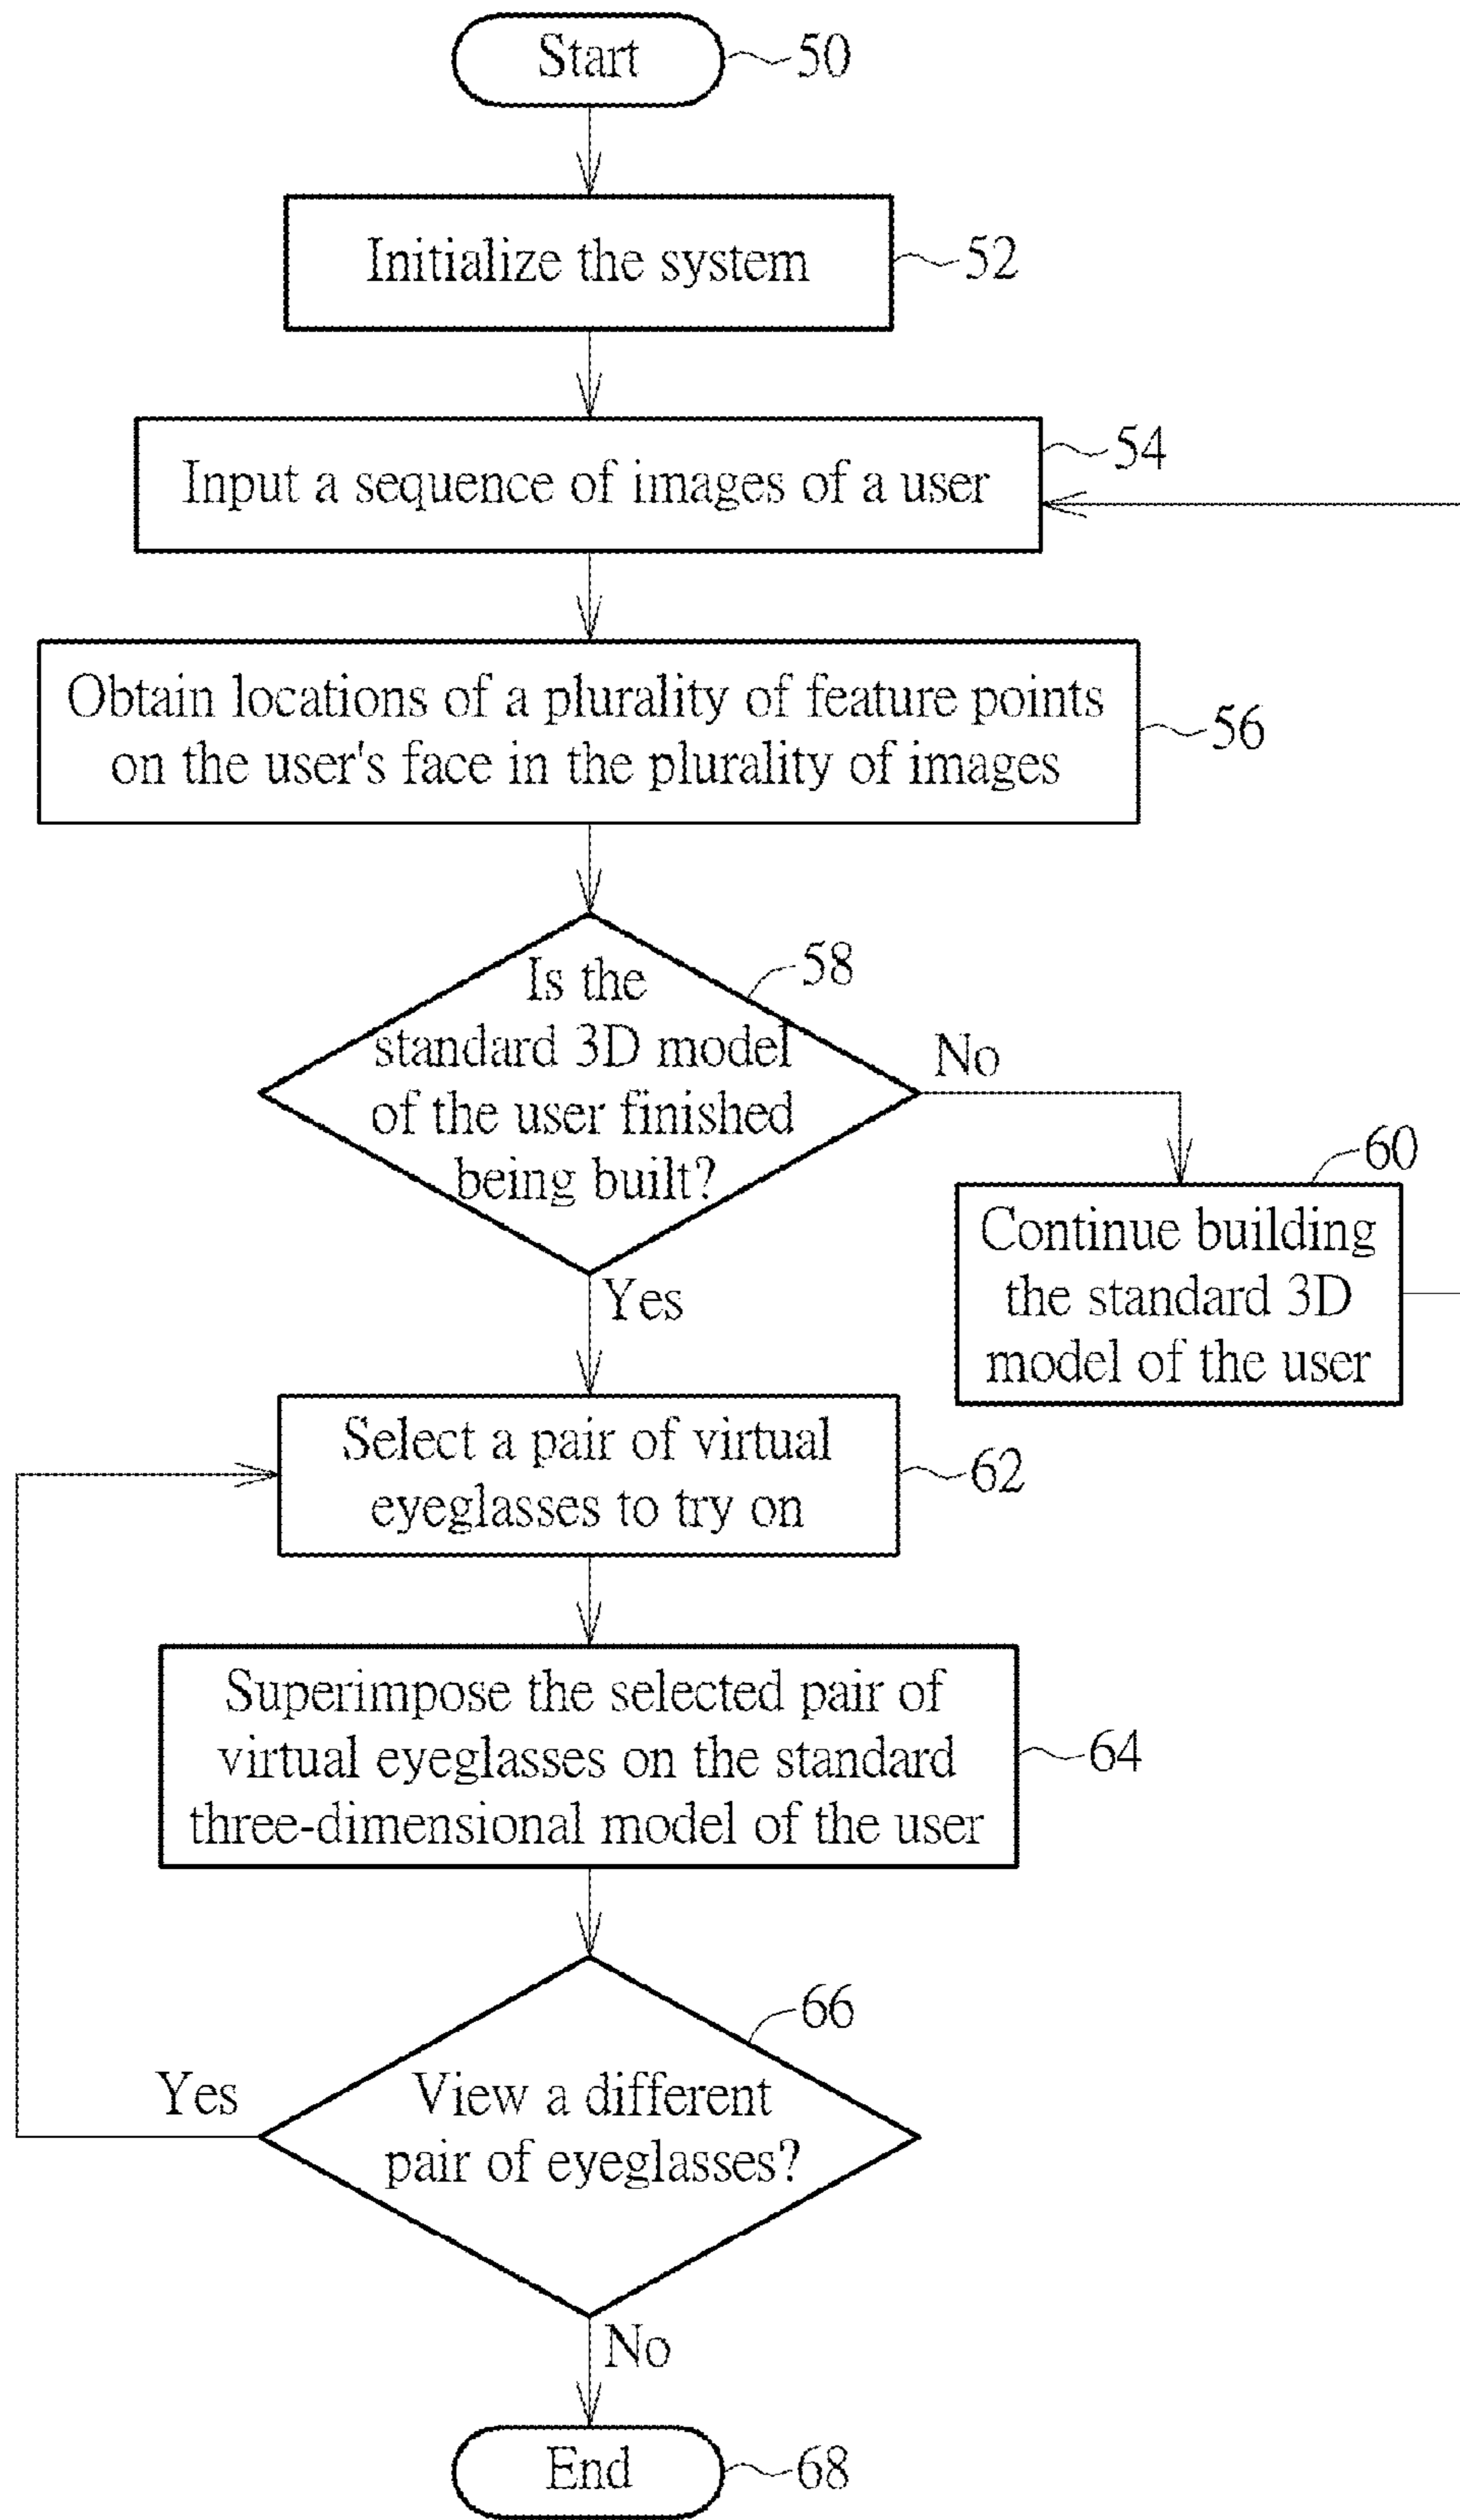 Start
50
Initialize the system
52
Input a sequence of images of a user
54
Obtain locations of a plurality of feature points
on the user's face in the plurality of images
56
Is the
standard 3D model
of the user finished
being built?
58
No
60
Continue building
the standard 3D
model of the user
Yes
Select a pair of virtual
eyeglasses to try on
62
Superimpose the selected pair of
virtual eyeglasses on the standard
three-dimensional model of the user
64
66
View a different
pair of eyeglasses?
Yes
No
End
68